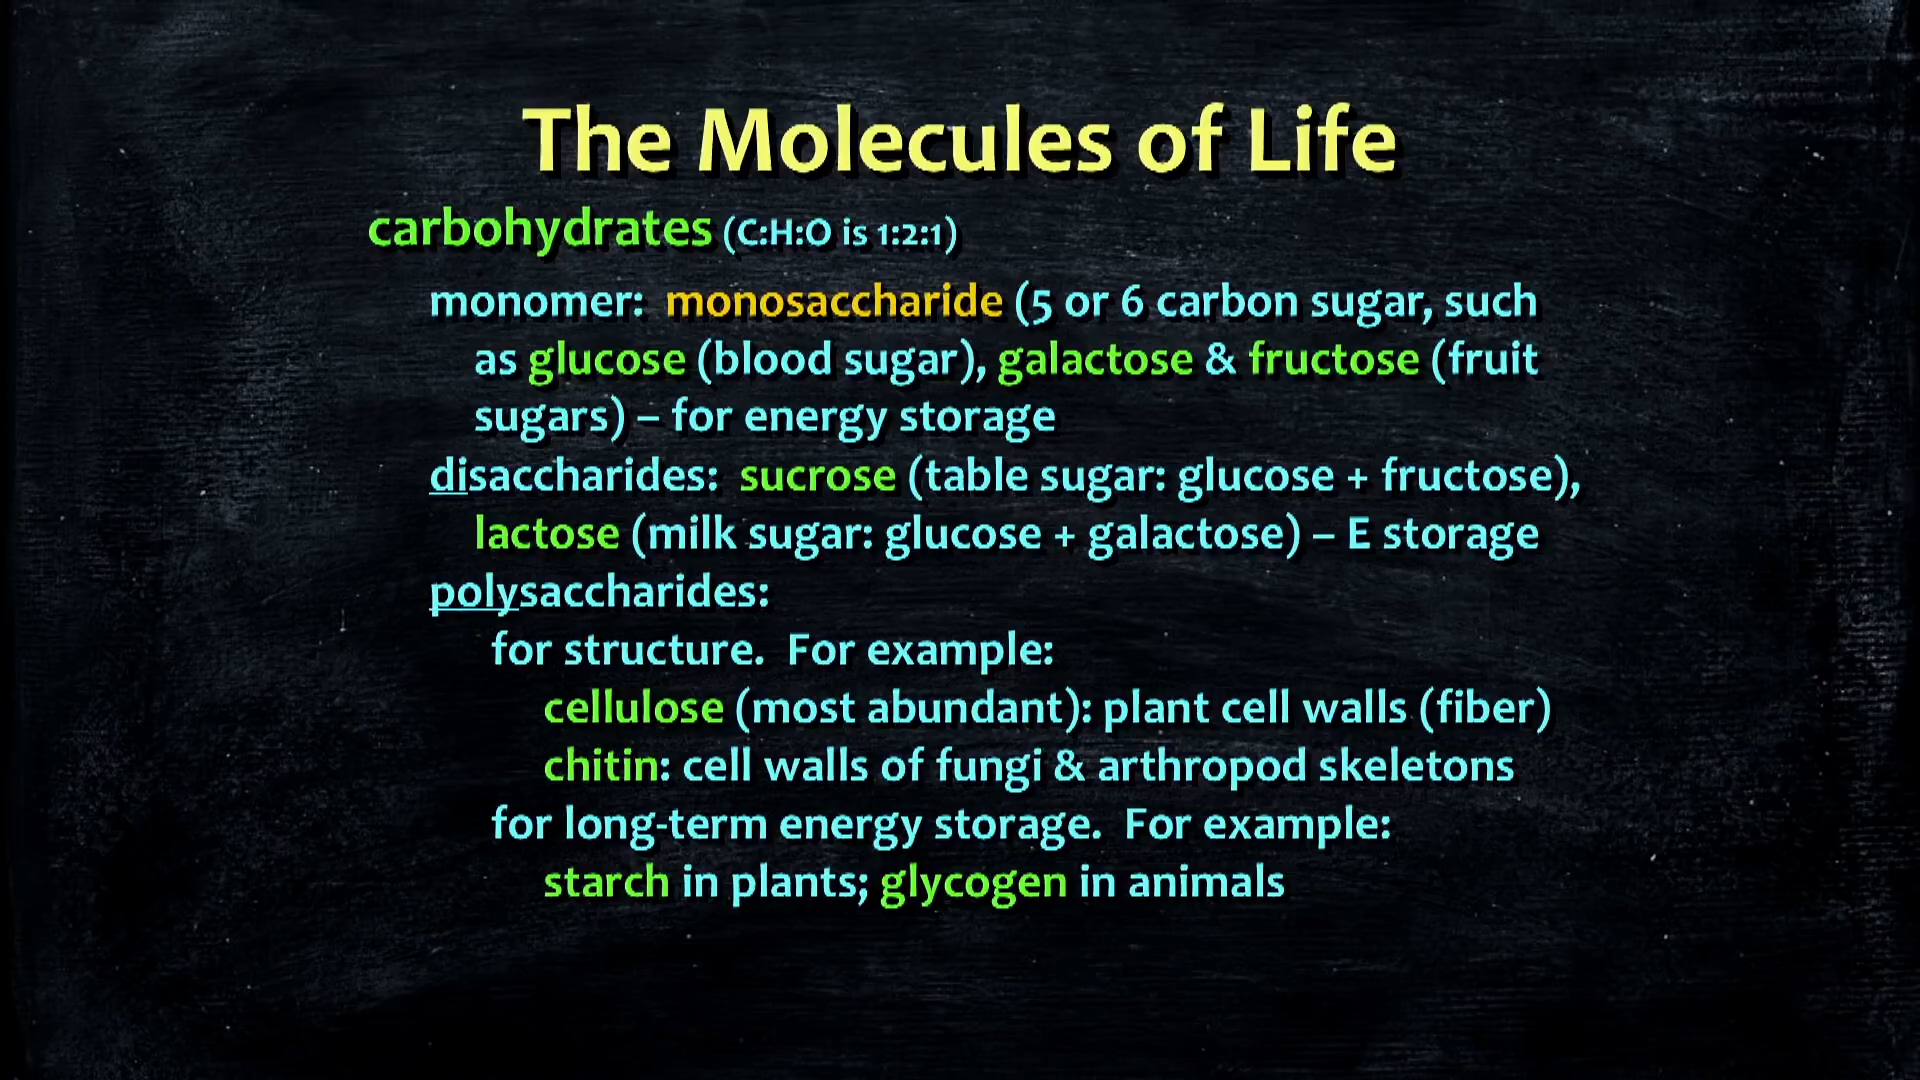 The Molecules of Life
carbohydrates (C:H:O is 1:2:1)
monomer:  monosaccharide (5 or 6 carbon sugar, such
as glucose (blood sugar), galactose & fructose (fruit
sugars) – for energy storage
disaccharides:  sucrose (table sugar: glucose + fructose),
lactose (milk sugar: glucose + galactose) – E storage
polysaccharides:
for structure.  For example:
cellulose (most abundant): plant cell walls (fiber)
chitin: cell walls of fungi & arthropod skeletons
for long-term energy storage.  For example:
starch in plants; glycogen in animals